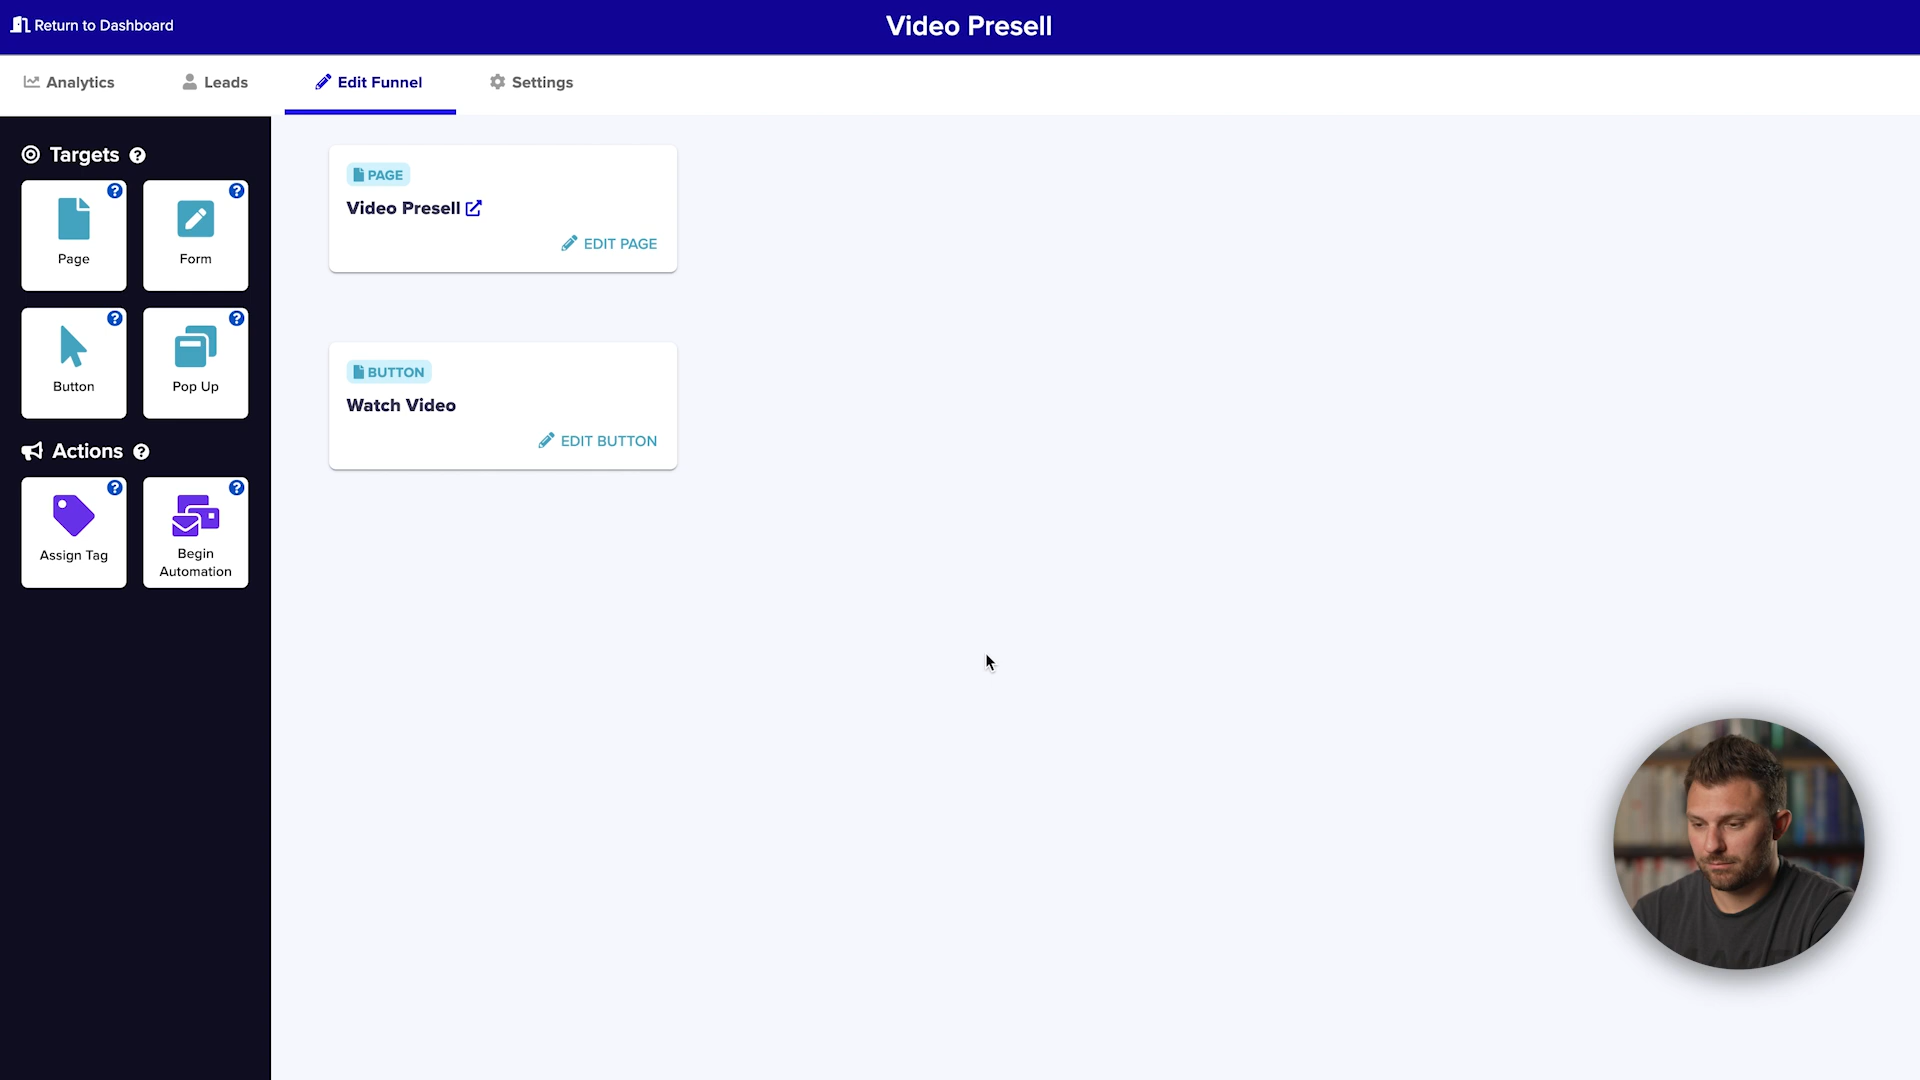 Return to Dashboard
Video Presell
Analytics
Leads
Edit Funnel
Settings
Targets ?
Page ?
Form ?
Button ?
Pop Up ?
Actions ?
Assign Tag ?
Begin ?
Automation
PAGE
Video Presell
EDIT PAGE
BUTTON
Watch Video
EDIT BUTTON